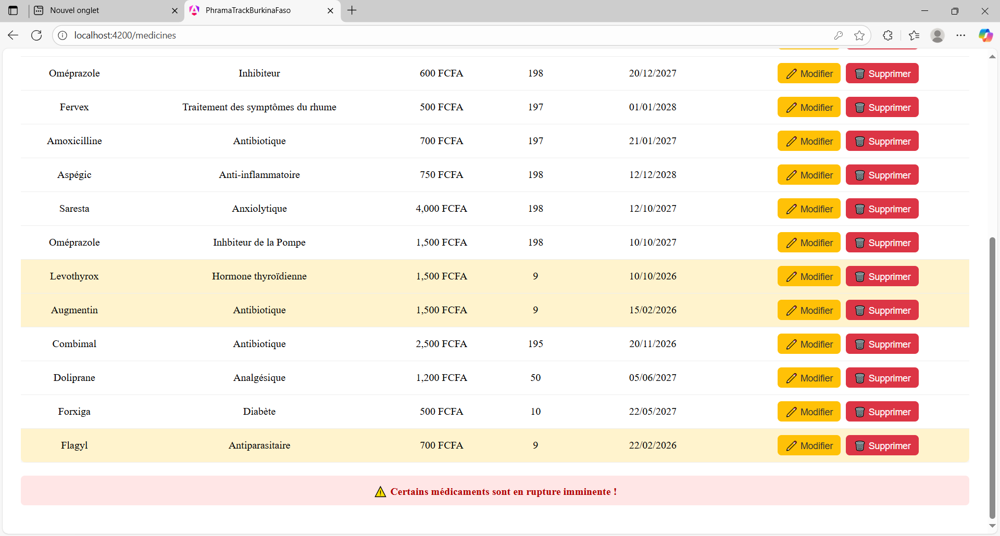 Nouvel onglet
PhramaTrackBurkinaFaso
localhost:4200/medicines
Oméprazole Inhibiteur 600 FCFA 198 20/12/2027 Modifier Supprimer
Fervex Traitement des symptômes du rhume 500 FCFA 197 01/01/2028 Modifier Supprimer
Amoxicilline Antibiotique 700 FCFA 197 21/01/2027 Modifier Supprimer
Aspégic Anti-inflammatoire 750 FCFA 198 12/12/2028 Modifier Supprimer
Saresta Anxiolytique 4,000 FCFA 198 12/10/2027 Modifier Supprimer
Oméprazole Inhbiteur de la Pompe 1,500 FCFA 198 10/10/2027 Modifier Supprimer
Levothyrox Hormone thyroïdienne 1,500 FCFA 9 10/10/2026 Modifier Supprimer
Augmentin Antibiotique 1,500 FCFA 9 15/02/2026 Modifier Supprimer
Combimal Antibiotique 2,500 FCFA 195 20/11/2026 Modifier Supprimer
Doliprane Analgésique 1,200 FCFA 50 05/06/2027 Modifier Supprimer
Forxiga Diabète 500 FCFA 10 22/05/2027 Modifier Supprimer
Flagyl Antiparasitaire 700 FCFA 9 22/02/2026 Modifier Supprimer
Certains médicaments sont en rupture imminente !